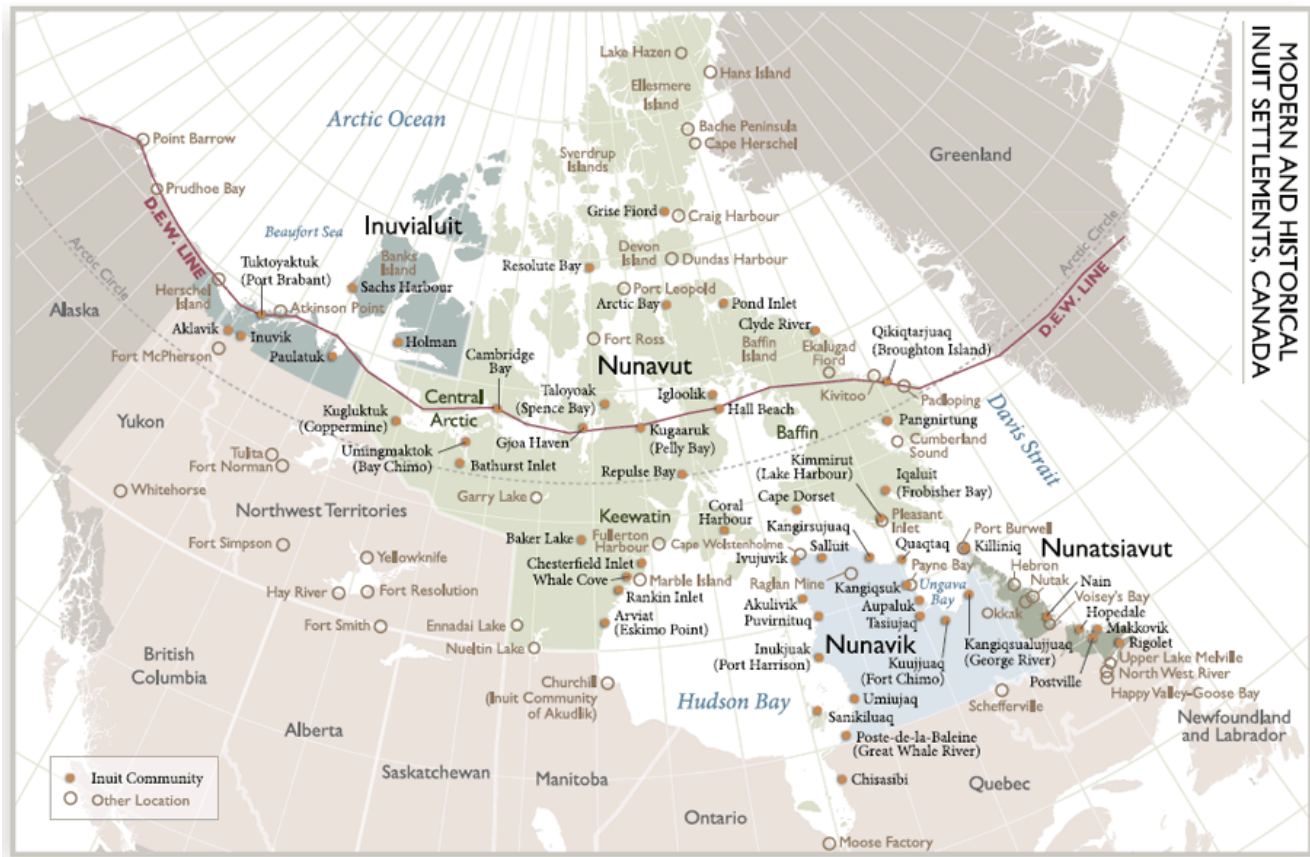 MODERN AND HISTORICAL
INUIT SETTLEMENTS, CANADA
Lake Hazen
Hans Island
Ellesmere
Island
Arctic Ocean
Bache Peninsula
Cape Herschel
Point Barrow
Greenland
Sverdrup
Islands
Prudhoe Bay
D.E.W. LINE
Grise Fiord
Craig Harbour
Inuvialuit
Beaufort Sea
Arctic Circle
Arctic Circle
D.E.W. LINE
Banks
Island
Devon
Island
Dundas Harbour
Resolute Bay
Tuktoyaktuk
(Port Brabant)
Sachs Harbour
Herschel
Island
Port Leopold
Atkinson Point
Arctic Bay
Pond Inlet
Alaska
Clyde River
Aklavik
Inuvik
Holman
Fort Ross
Baffin
Island
Ekalugad
Fiord
Qikiqtarjuaq
(Broughton Island)
Fort McPherson
Paulatuk
Cambridge
Bay
Nunavut
Kivitoo
Padloping
Davis Strait
Central
Arctic
Taloyoak
(Spence Bay)
Igloolik
Hall Beach
Yukon
Kugluktuk
(Coppermine)
Gjoa Haven
Kugaaruk
(Pelly Bay)
Baffin
Pangnirtung
Cumberland
Sound
Umingmaktok
(Bay Chimo)
Bathurst Inlet
Tulita
Fort Norman
Repulse Bay
Kimmirut
(Lake Harbour)
Iqaluit
(Frobisher Bay)
Whitehorse
Garry Lake
Cape Dorset
Northwest Territories
Keewatin
Coral
Harbour
Pleasant
Inlet
Kangirsujuaq
Port Burwell
Killiniq
Nunatsiavut
Baker Lake
Fullerton
Harbour
Cape Wolstenholme
Salluit
Quaqtaq
Fort Simpson
Yellowknife
Chesterfield Inlet
Ivujuvik
Payne Bay
Hebron
Whale Cove
Marble Island
Raglan Mine
Kangiqsuk
Ungava
Bay
Nutak
Nain
Hay River
Fort Resolution
Rankin Inlet
Akulivik
Puvirnituq
Aupaluk
Tasiujaq
Okkak
Voisey's Bay
Hopedale
Fort Smith
Ennadai Lake
Arviat
(Eskimo Point)
Makkovik
Nueltin Lake
Inukjuak
(Port Harrison)
Nunavik
Kangiqsualujjuaq
(George River)
Rigolet
British
Columbia
Kuujjuaq
(Fort Chimo)
Postville
Upper Lake Melville
North West River
Happy Valley-Goose Bay
Churchill
(Inuit Community
of Akudlik)
Hudson Bay
Umiujaq
Schefferville
Sanikiluaq
Newfoundland
and Labrador
Alberta
Poste-de-la-Baleine
(Great Whale River)
Saskatchewan
Manitoba
Chisasibi
Quebec
Inuit Community
Other Location
Ontario
Moose Factory